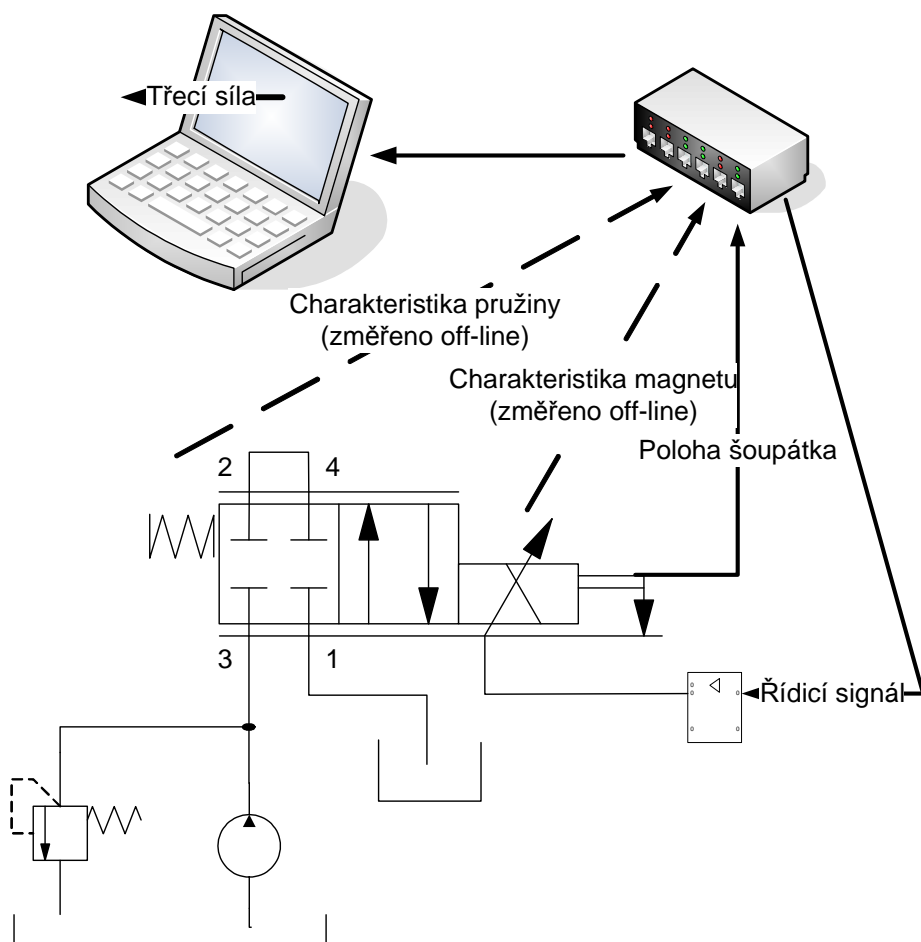 Třecí síla
Charakteristika pružiny
(změřeno off-line)
Charakteristika magnetu
(změřeno off-line)
Poloha šoupátka
2 4
3 1
Řídicí signál